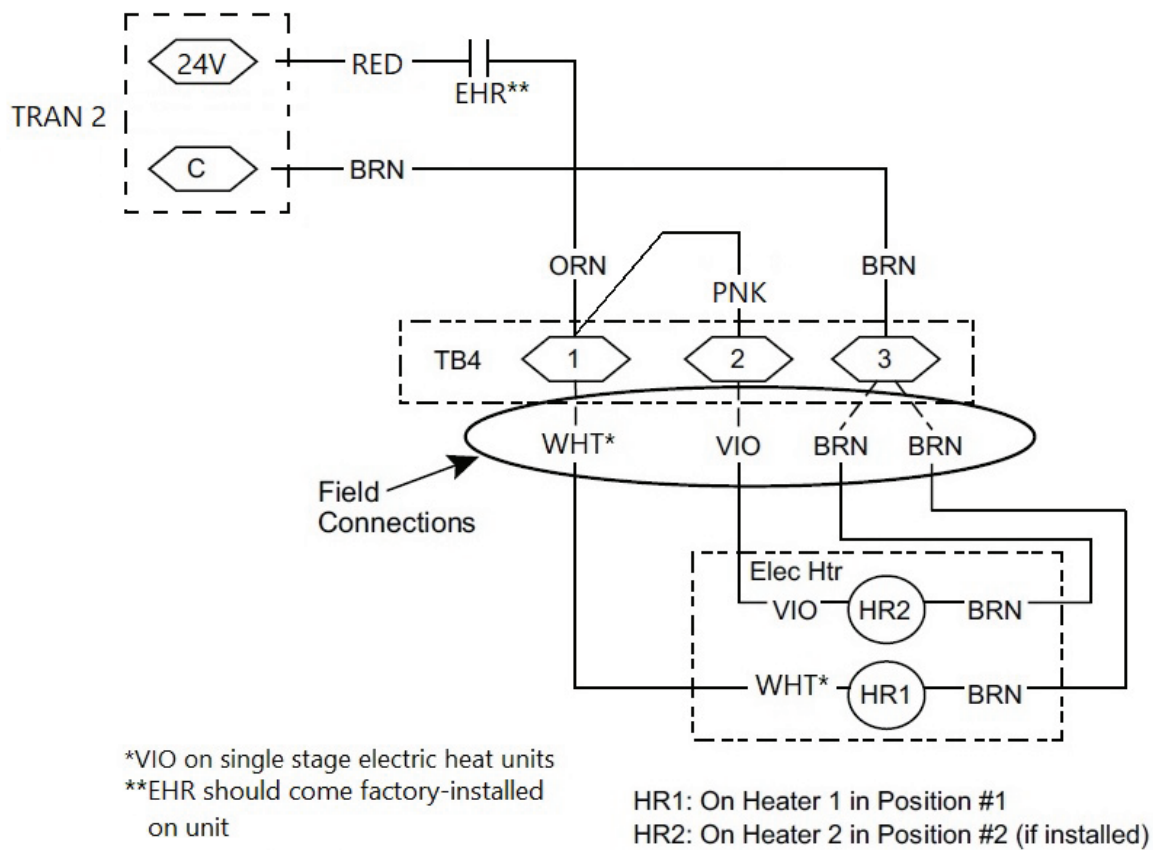 24V
RED
EHR**
TRAN 2
C
BRN
ORN
BRN
PNK
TB4
1
2
3
WHT*
VIO
BRN
BRN
Field
Connections
Elec Htr
VIO
HR2
BRN
WHT*
HR1
BRN
*VIO on single stage electric heat units
**EHR should come factory-installed
on unit
HR1: On Heater 1 in Position #1
HR2: On Heater 2 in Position #2 (if installed)